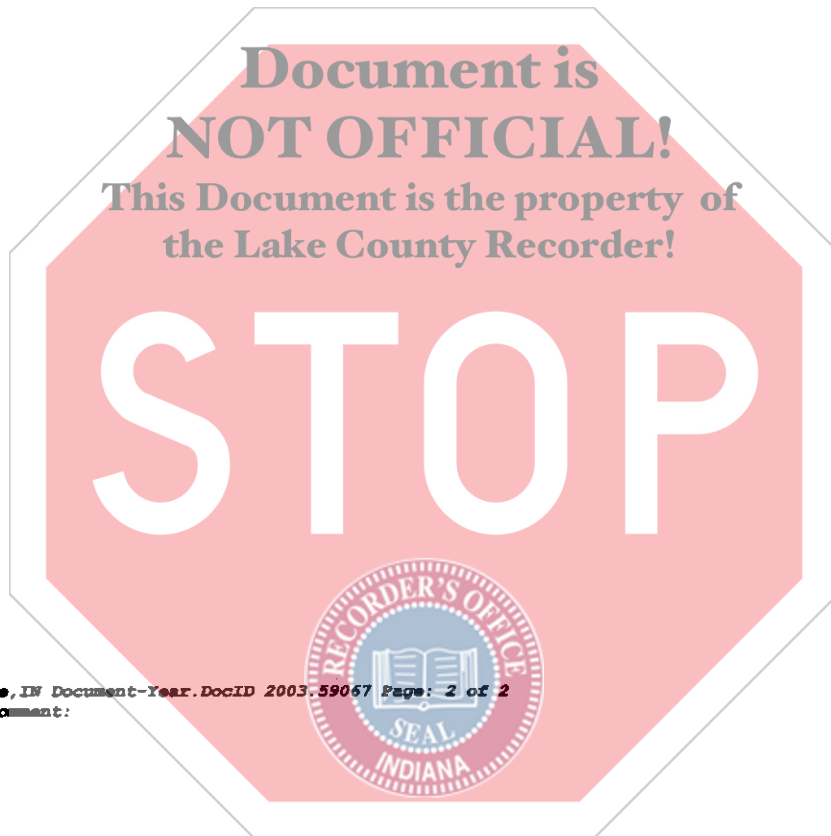 Document is
NOT OFFICIAL!
This Document is the property of
the Lake County Recorder!
STOP
RECORDER'S OFFICE
SEAL
INDIANA
,IN Document-Year.DocID 2003.59067 Page: 2 of 2